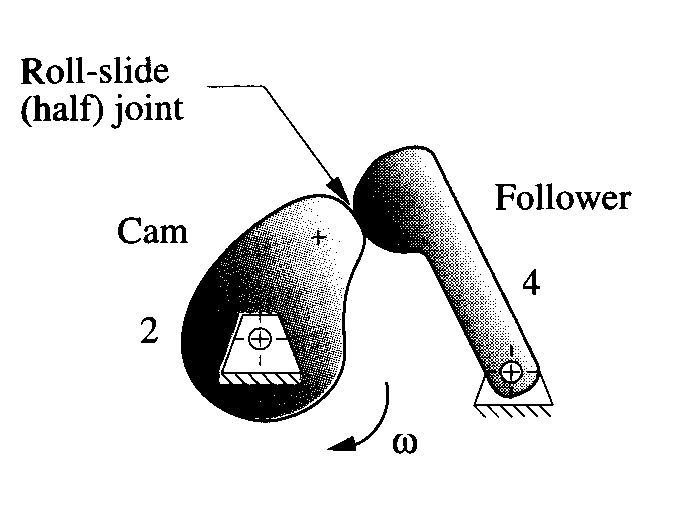 Roll-slide
(half) joint
Follower
Cam
4
2
ω